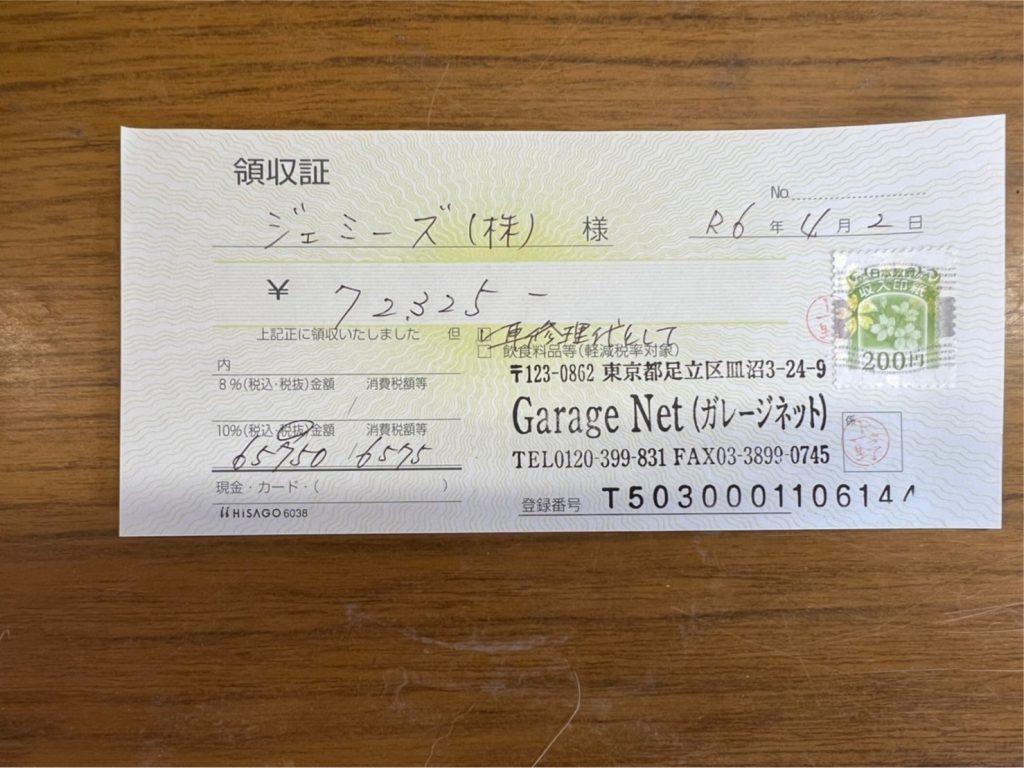 領収証
No.
ジェミーズ(株) 様
R6年 4月 2日
¥ 72,325-
日本政府
収入印紙
200円
上記正に領収いたしました 但 車修理代として
飲食料品等(軽減税率対象)
内
8%(税込・税抜)金額 消費税額等
/
10%(税込・税抜)金額 消費税額等
65750 6575
現金・カード・( )
HISAGO 6038
〒123-0862 東京都足立区皿沼3-24-9
Garage Net (ガレージネット)
TEL0120-399-831 FAX03-3899-0745
係
登録番号 T503000110614